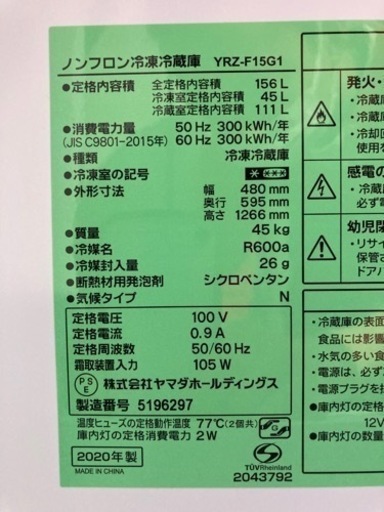 ノンフロン冷凍冷蔵庫 YRZ-F15G1
●定格内容積 全定格内容積 156 L
冷凍室定格内容積 45 L
冷蔵室定格内容積 111 L
●消費電力量 50 Hz 300 kWh/年
(JIS C9801-2015年) 60 Hz 300 kWh/年
●種類 冷凍冷蔵庫
●冷凍室の記号
●外形寸法 幅 480 mm
奥行 595 mm
高さ 1266 mm
●質量 45 kg
●冷媒名 R600a
●冷媒封入量 26 g
●断熱材用発泡剤 シクロペンタン
●気候タイプ N
定格電圧 100 V
定格電流 0.9 A
定格周波数 50/60 Hz
霜取装置入力 105 W
PSE 株式会社ヤマダホールディングス
製造番号 5196297
温度ヒューズの定格動作温度 77℃(2個共)
庫内灯の定格消費電力 2 W
G
2020年製
MADE IN CHINA
TÜVRheinland
2043792
発火・
感電の
必ず電
幼児閉
・リサイ
保管さ
ドアパ
・冷蔵庫の表面
食品には影響
・水気の多い食
・電源は、必ず
電源プラグを
・庫内灯の定格
12V
・庫内灯の